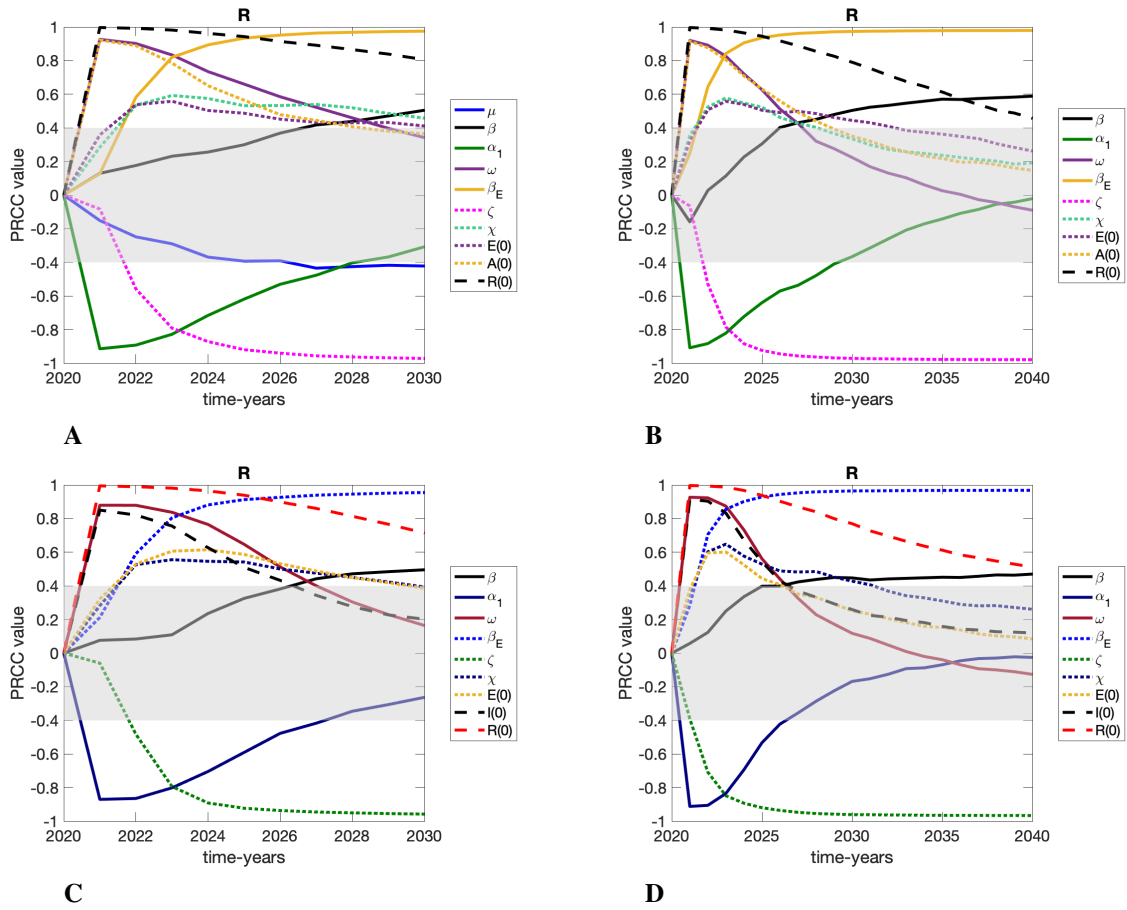 R
PRCC value
1
0.8
0.6
0.4
0.2
0
-0.2
-0.4
-0.6
-0.8
-1
2020 2022 2024 2026 2028 2030
time-years
μ
β
α1
ω
βE
ζ
χ
E(0)
A(0)
R(0)
A
R
PRCC value
1
0.8
0.6
0.4
0.2
0
-0.2
-0.4
-0.6
-0.8
-1
2020 2025 2030 2035 2040
time-years
β
α1
ω
βE
ζ
χ
E(0)
A(0)
R(0)
B
R
PRCC value
1
0.8
0.6
0.4
0.2
0
-0.2
-0.4
-0.6
-0.8
-1
2020 2022 2024 2026 2028 2030
time-years
β
α1
ω
βE
ζ
χ
E(0)
I(0)
R(0)
C
R
PRCC value
1
0.8
0.6
0.4
0.2
0
-0.2
-0.4
-0.6
-0.8
-1
2020 2025 2030 2035 2040
time-years
β
α1
ω
βE
ζ
χ
E(0)
I(0)
R(0)
D